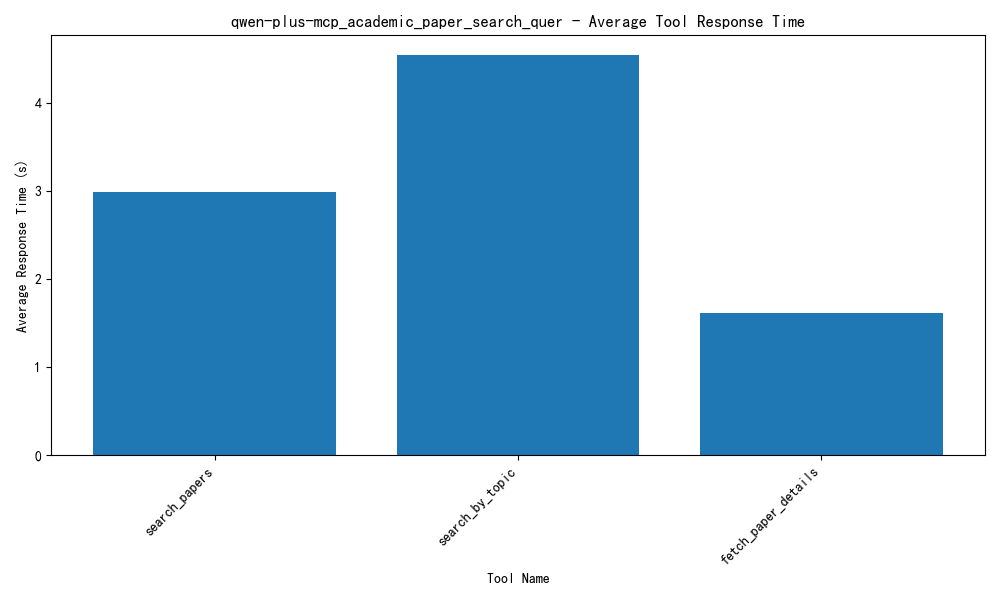 qwen-plus-mcp_academic_paper_search_quer - Average Tool Response Time
Average Response Time (s)
4
3
2
1
0
search_papers
search_by_topic
fetch_paper_details
Tool Name